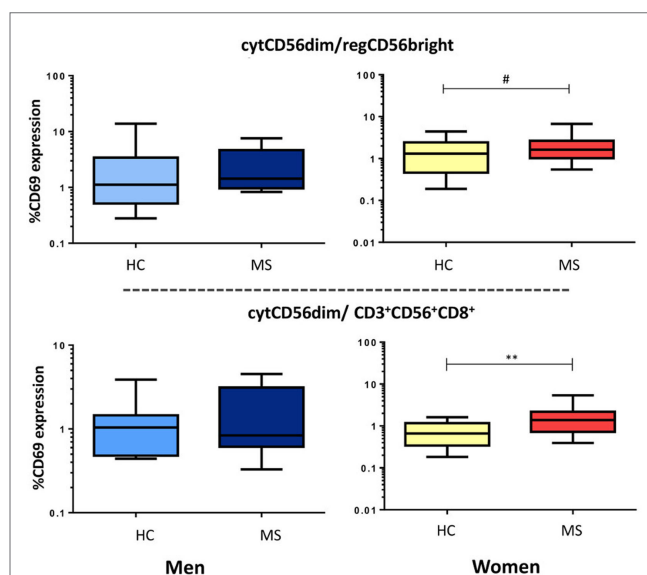 cytCD56dim/regCD56bright
%CD69 expression
100
10
1
0.1
HC MS
#
100
10
1
0.1
0.01
HC MS
cytCD56dim/ CD3⁺CD56⁺CD8⁺
%CD69 expression
10
1
0.1
HC MS
**
100
10
1
0.1
0.01
HC MS
Men Women